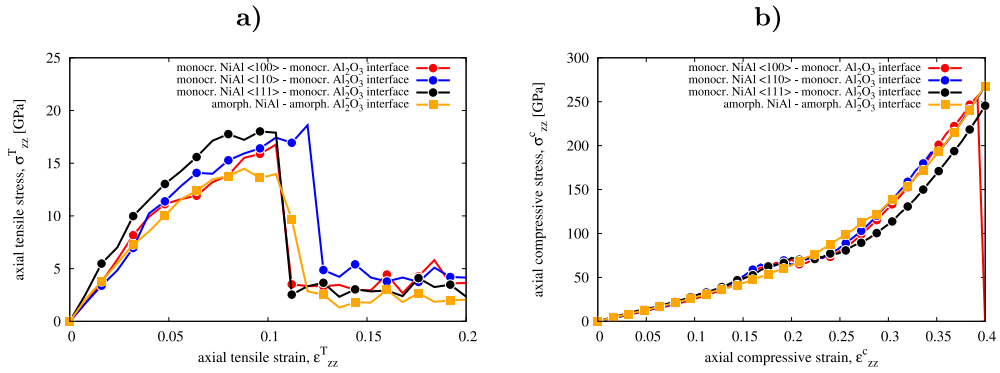 a)
25
20
15
10
5
0
0
0.05
0.1
0.15
0.2
axial tensile stress, σᵀzz [GPa]
axial tensile strain, εᵀzz
monocr. NiAl <100> - monocr. Al2O3 interface
monocr. NiAl <110> - monocr. Al2O3 interface
monocr. NiAl <111> - monocr. Al2O3 interface
amorph. NiAl - amorph. Al2O3 interface
b)
300
250
200
150
100
50
0
0
0.05
0.1
0.15
0.2
0.25
0.3
0.35
0.4
axial compressive stress, σᶜzz [GPa]
axial compressive strain, εᶜzz
monocr. NiAl <100> - monocr. Al2O3 interface
monocr. NiAl <110> - monocr. Al2O3 interface
monocr. NiAl <111> - monocr. Al2O3 interface
amorph. NiAl - amorph. Al2O3 interface